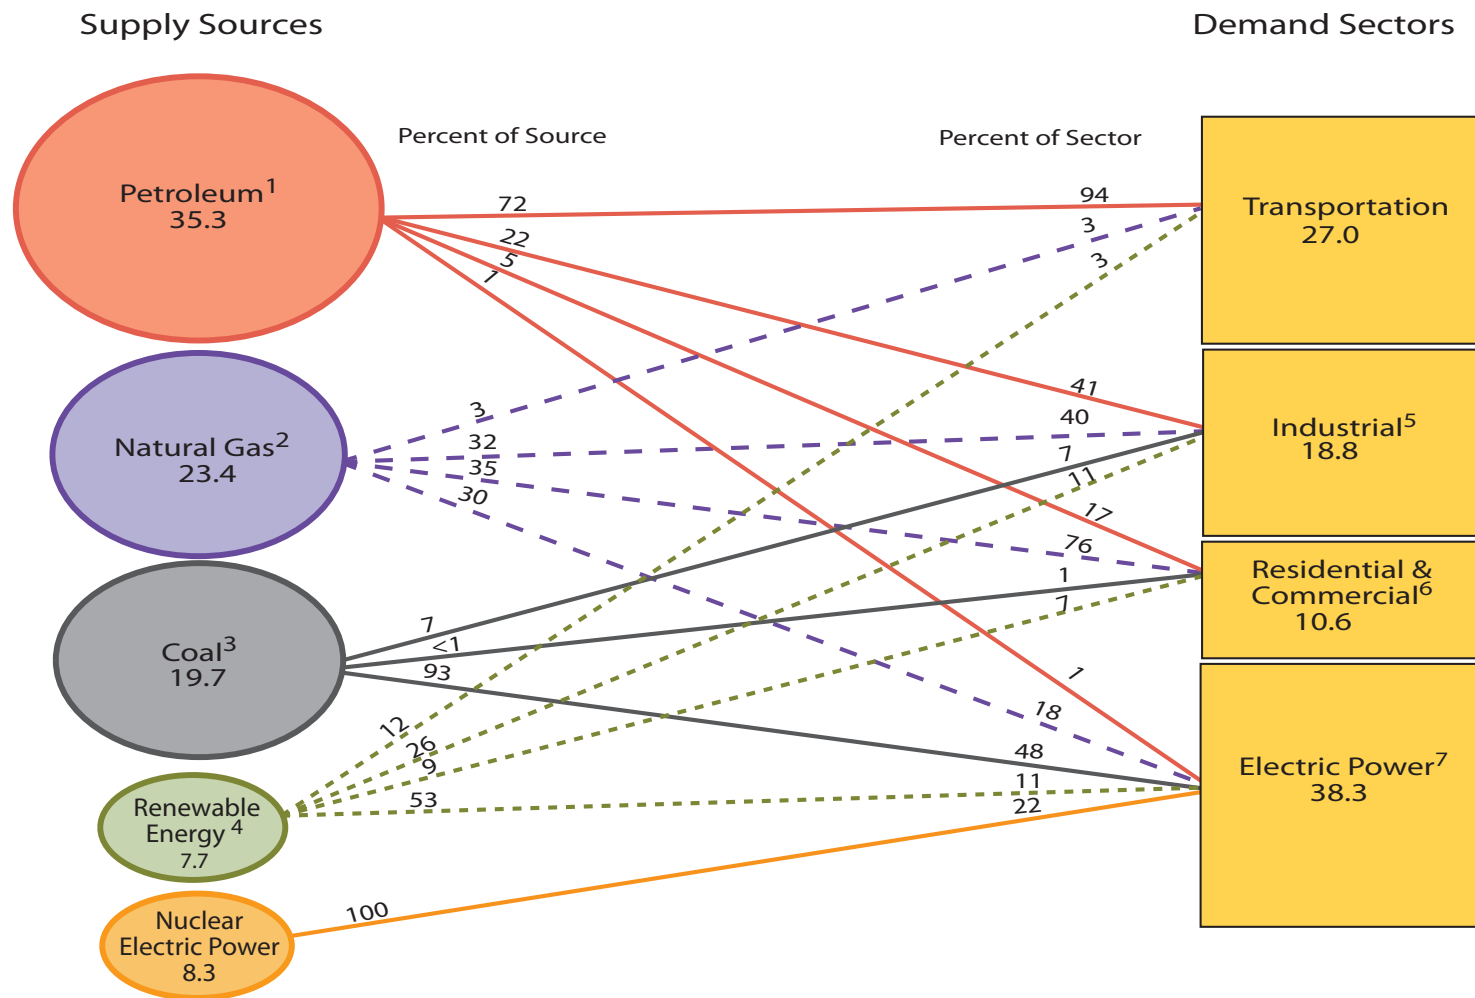 Supply Sources
Demand Sectors
Percent of Source
Percent of Sector
Petroleum1
35.3
72
22
5
1
94
3
3
Transportation
27.0
Natural Gas2
23.4
3
32
35
30
41
40
7
11
Industrial5
18.8
17
76
1
7
Residential &
Commercial6
10.6
Coal3
19.7
7
<1
93
1
18
48
11
22
Electric Power7
38.3
Renewable
Energy 4
7.7
12
26
9
53
Nuclear
Electric Power
8.3
100